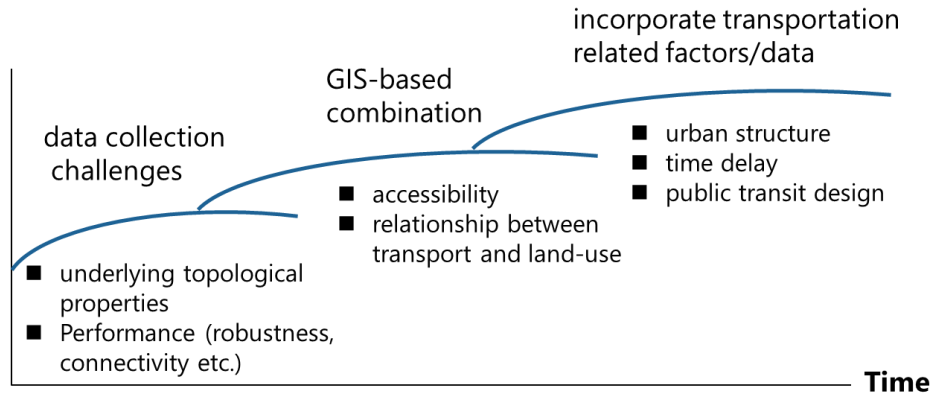 data collection
challenges
underlying topological
properties
Performance (robustness,
connectivity etc.)
GIS-based
combination
accessibility
relationship between
transport and land-use
incorporate transportation
related factors/data
urban structure
time delay
public transit design
Time